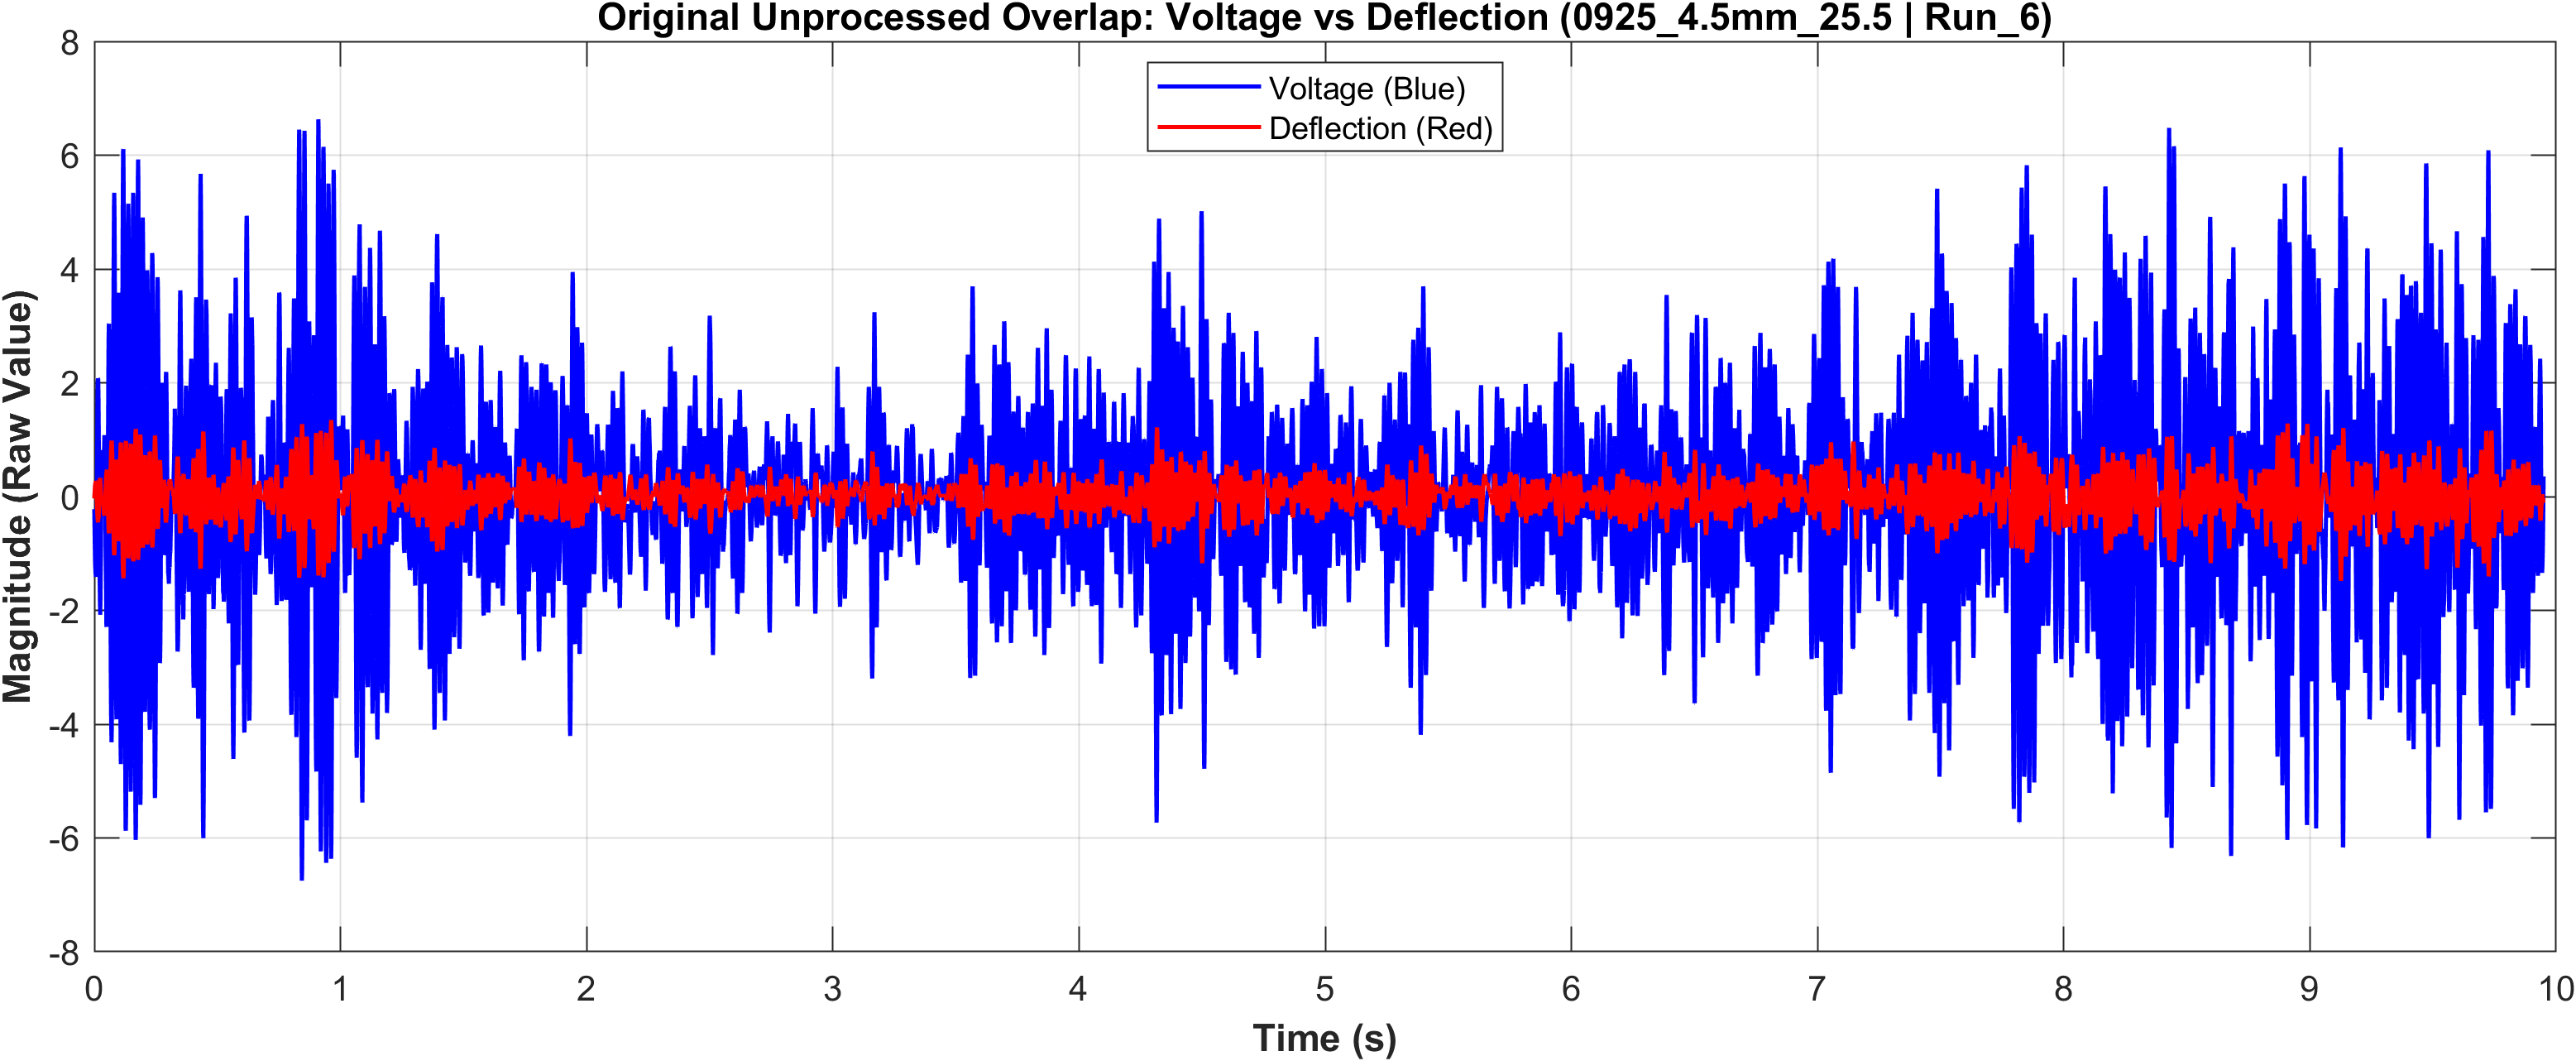 Original Unprocessed Overlap: Voltage vs Deflection (0925_4.5mm_25.5 | Run_6)
Voltage (Blue)
Deflection (Red)
Magnitude (Raw Value)
8
6
4
2
0
-2
-4
-6
-8
0 1 2 3 4 5 6 7 8 9 10
Time (s)